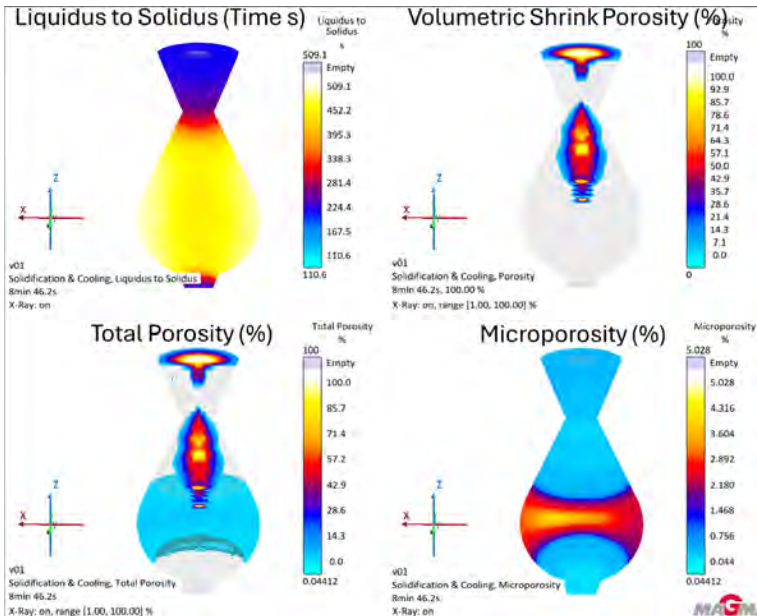 Liquidus to Solidus (Time s)
Liquidus to
Solidus
s
509.1
Empty
509.1
452.2
395.3
338.3
281.4
224.4
167.5
110.6
110.6
Z
X
v01
Solidification & Cooling, Liquidus to Solidus
8min 46.2s
X-Ray: on
Volumetric Shrink Porosity (%)
%
100
Empty
100.0
92.9
85.7
78.6
71.4
64.3
57.1
50.0
42.9
35.7
28.6
21.4
14.3
7.1
0.0
0
Z
X
v01
Solidification & Cooling, Porosity
8min 46.2s, 100.00 %
X-Ray: on, range [1.00, 100.00] %
Total Porosity (%)
Total Porosity
%
100
Empty
100.0
85.7
71.4
57.2
42.9
28.6
14.3
0.0
0.04412
Z
X
v01
Solidification & Cooling, Total Porosity
8min 46.2s
X-Ray: on, range [1.00, 100.00] %
Microporosity (%)
Microporosity
%
5.028
Empty
5.028
4.316
3.604
2.892
2.180
1.468
0.756
0.044
0.04412
Z
X
v01
Solidification & Cooling, Microporosity
8min 46.2s
X-Ray: on
MAGMA